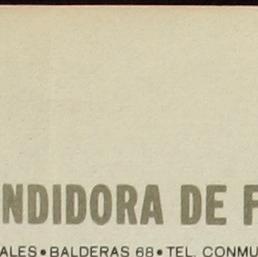 NDIDORA DE F
ALES • BALDERAS 68 • TEL. CONMU